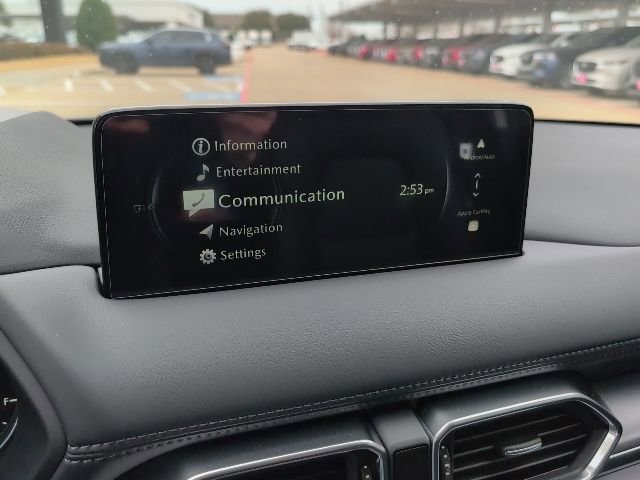 Information
Entertainment
Communication
2:53 pm
Navigation
Settings
Android Auto
Apple CarPlay
F